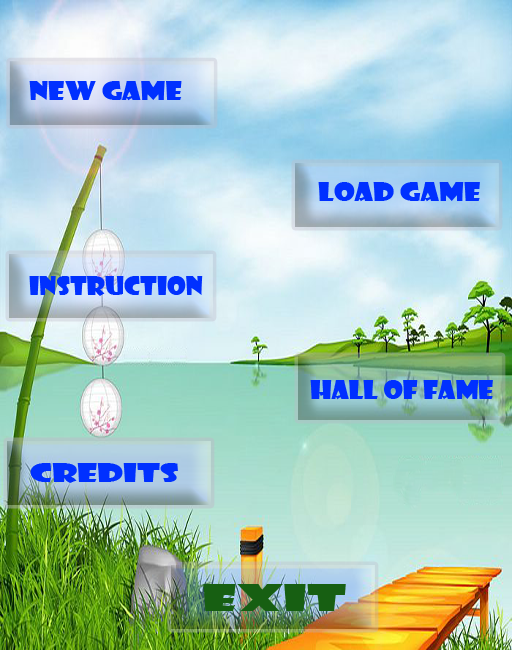 NEW GAME
LOAD GAME
INSTRUCTION
HALL OF FAME
CREDITS
EXIT